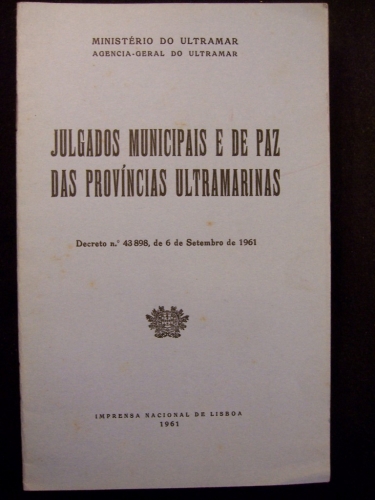 MINISTÉRIO DO ULTRAMAR
AGENCIA-GERAL DO ULTRAMAR
JULGADOS MUNICIPAIS E DE PAZ
DAS PROVÍNCIAS ULTRAMARINAS
Decreto n.º 43 898, de 6 de Setembro de 1961
IMPRENSA NACIONAL DE LISBOA
1961